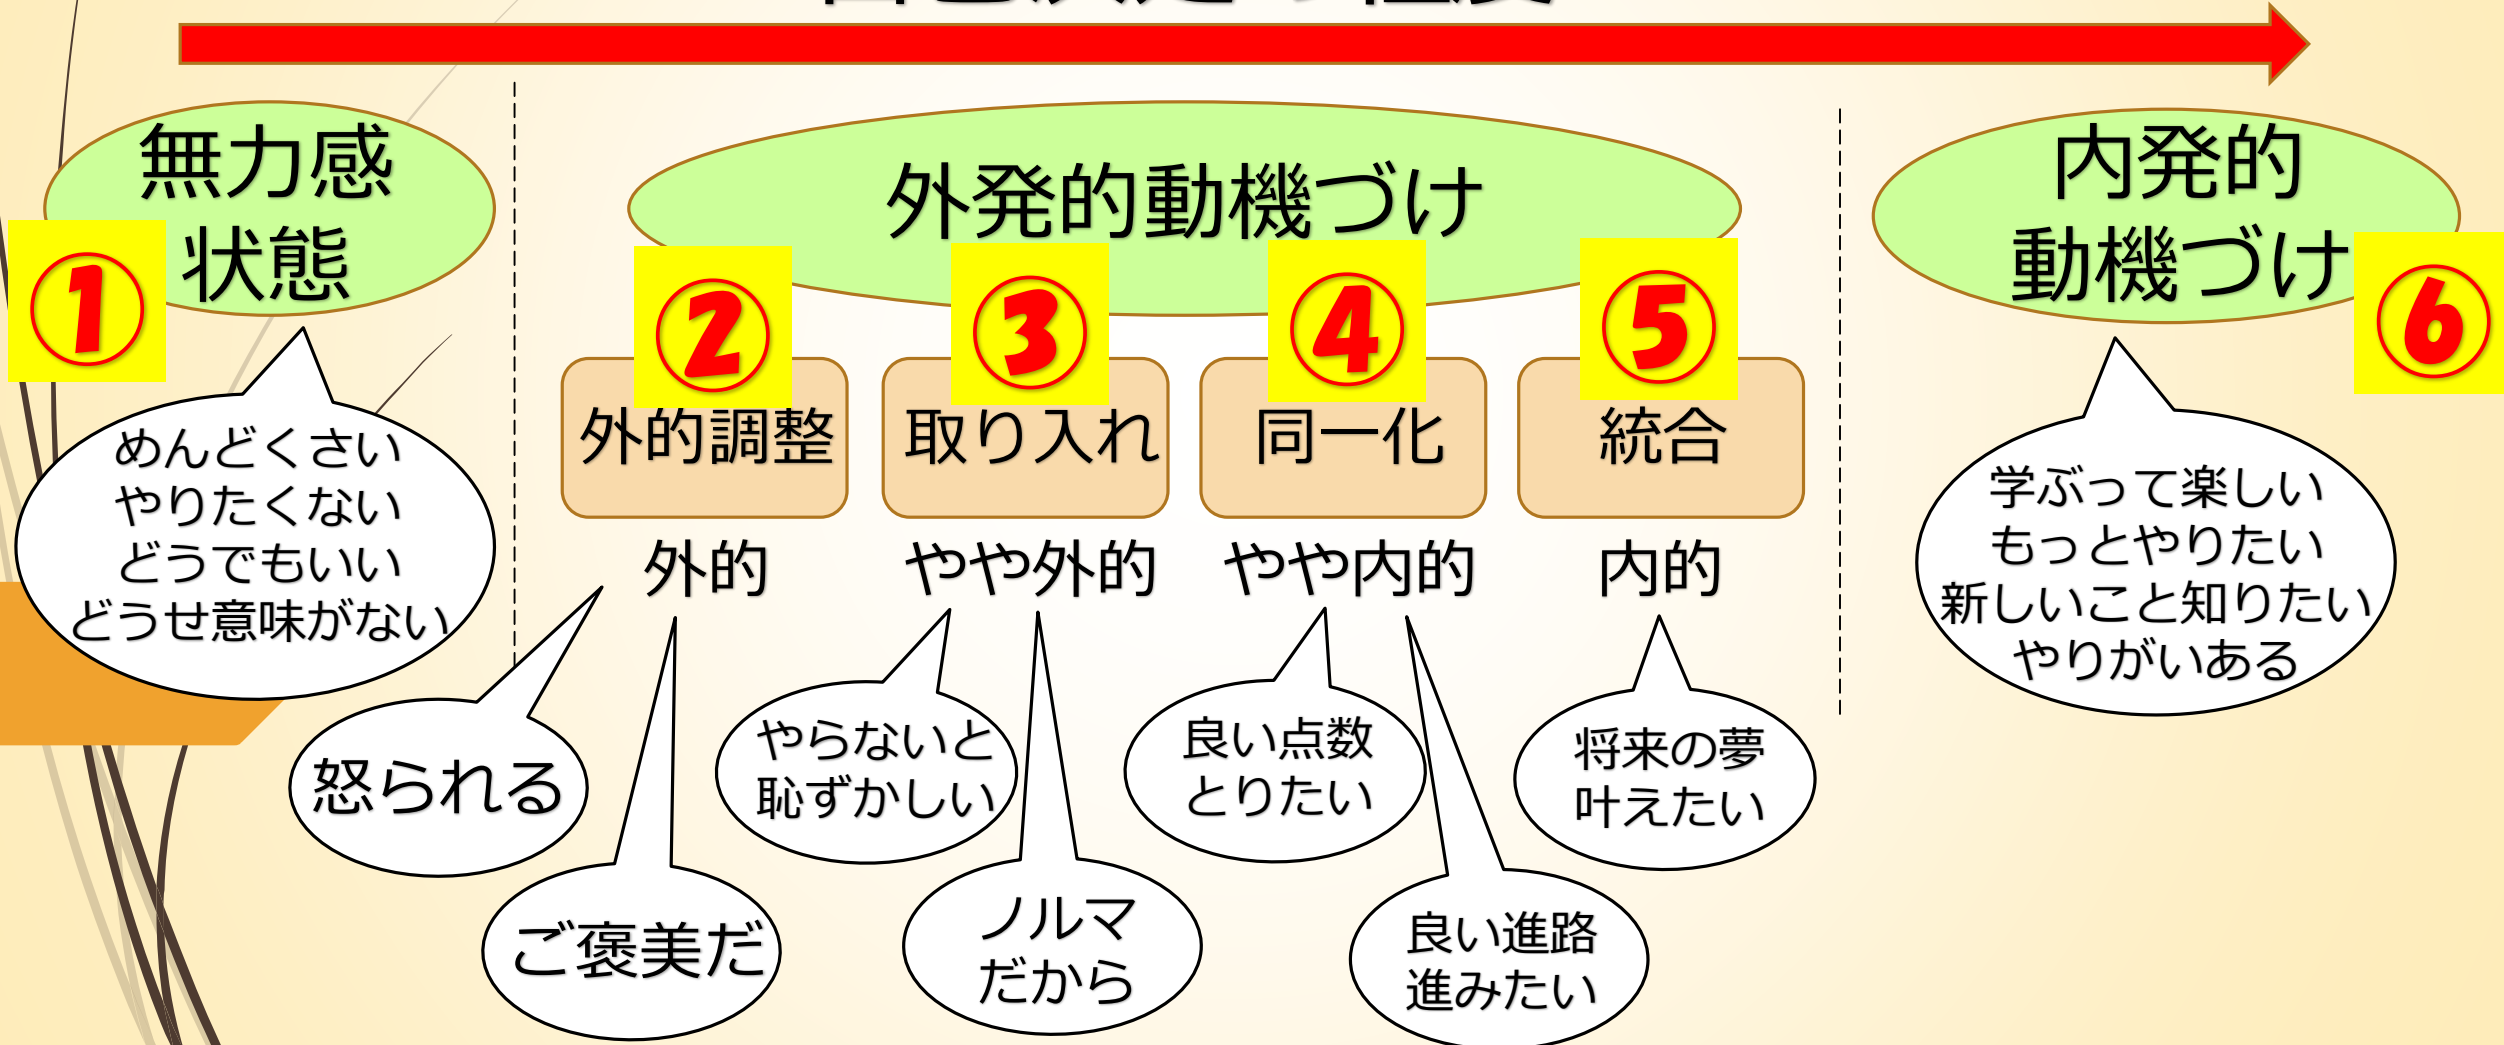 無力感
状態
①
外発的動機づけ
内発的
動機づけ
⑥
②
③
④
⑤
外的調整
取り入れ
同一化
統合
外的
やや外的
やや内的
内的
めんどくさい
やりたくない
どうでもいい
どうせ意味がない
学ぶって楽しい
もっとやりたい
新しいこと知りたい
やりがいある
怒られる
ご褒美だ
やらないと
恥ずかしい
ノルマ
だから
良い点数
とりたい
良い進路
進みたい
将来の夢
叶えたい